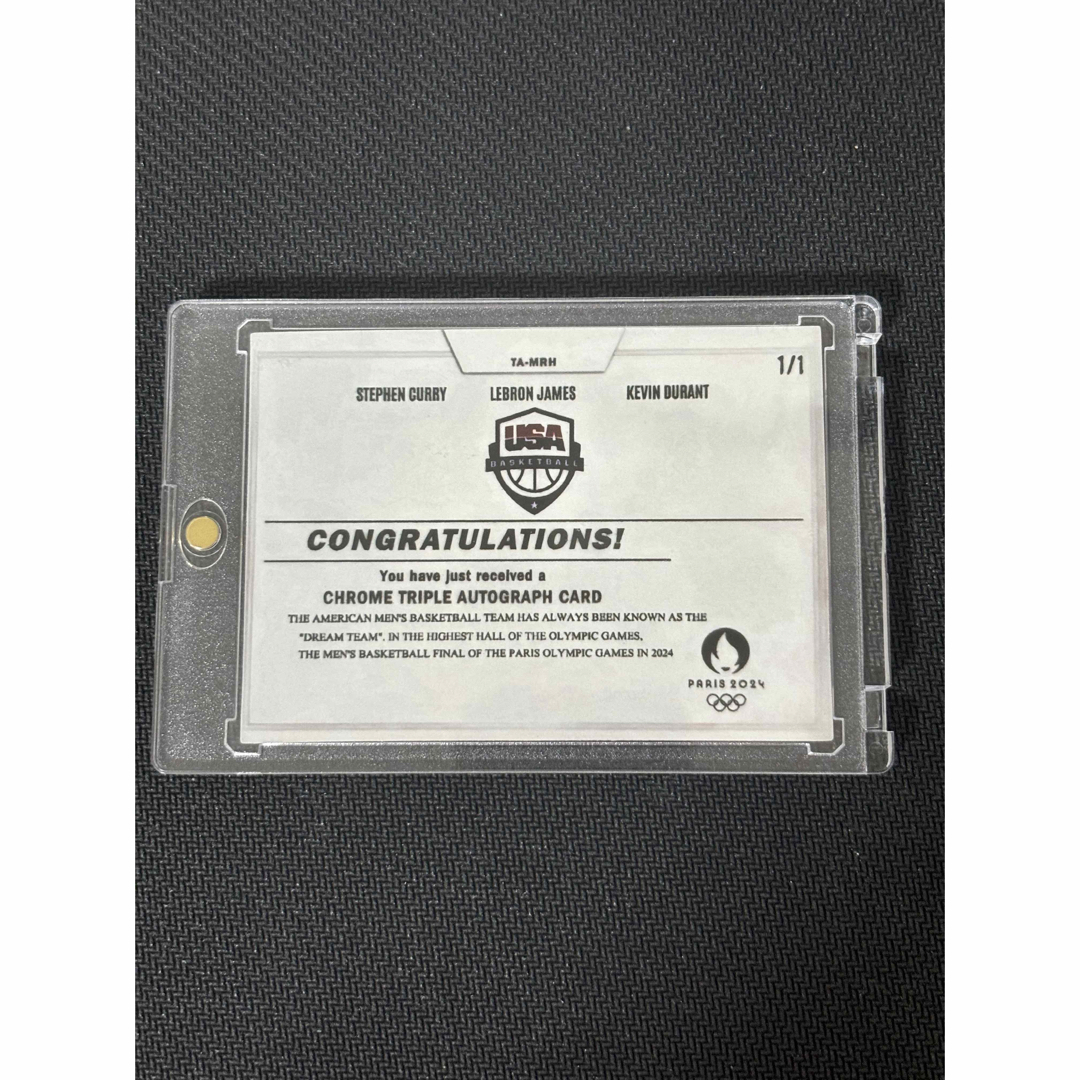 TA-MRH
1/1
STEPHEN CURRY LEBRON JAMES KEVIN DURANT
USA
BASKETBALL
CONGRATULATIONS!
You have just received a
CHROME TRIPLE AUTOGRAPH CARD
THE AMERICAN MEN'S BASKETBALL TEAM HAS ALWAYS BEEN KNOWN AS THE
"DREAM TEAM". IN THE HIGHEST HALL OF THE OLYMPIC GAMES,
THE MEN'S BASKETBALL FINAL OF THE PARIS OLYMPIC GAMES IN 2024
PARIS 2024